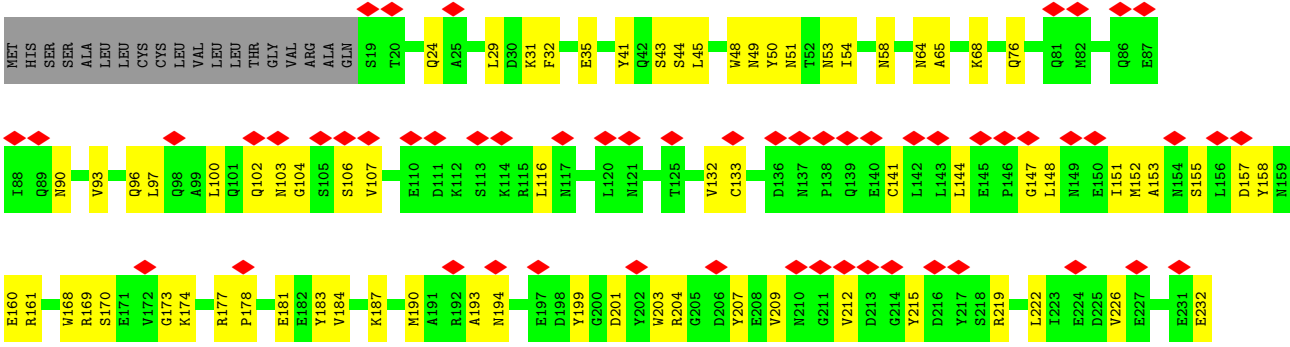 MET HIS SER SER ALA LEU LEU CYS CYS LEU VAL LEU LEU THR GLY VAL ARG ALA GLN S19 T20 Q24 A25 L29 D30 K31 F32 E35 Y41 Q42 S43 S44 L45 W48 N49 Y50 N51 T52 N53 I54 N58 N64 A65 K68 Q76 Q81 M82 Q86 E87
I88 Q89 N90 V93 Q96 L97 Q98 A99 L100 Q101 Q102 N103 G104 S105 S106 V107 E110 D111 K112 S113 K114 R115 L116 N117 L120 N121 T125 V132 C133 D136 N137 P138 Q139 E140 C141 L142 L143 L144 E145 P146 G147 L148 N149 E150 I151 M152 A153 N154 S155 L156 D157 Y158 N159
E160 R161 W168 R169 S170 E171 V172 G173 K174 R177 P178 E181 E182 Y183 V184 K187 M190 A191 R192 A193 N194 E197 D198 Y199 G200 D201 Y202 W203 R204 G205 D206 Y207 E208 V209 N210 G211 V212 D213 G214 Y215 D216 Y217 S218 R219 L222 I223 E224 D225 V226 E227 E231 E232